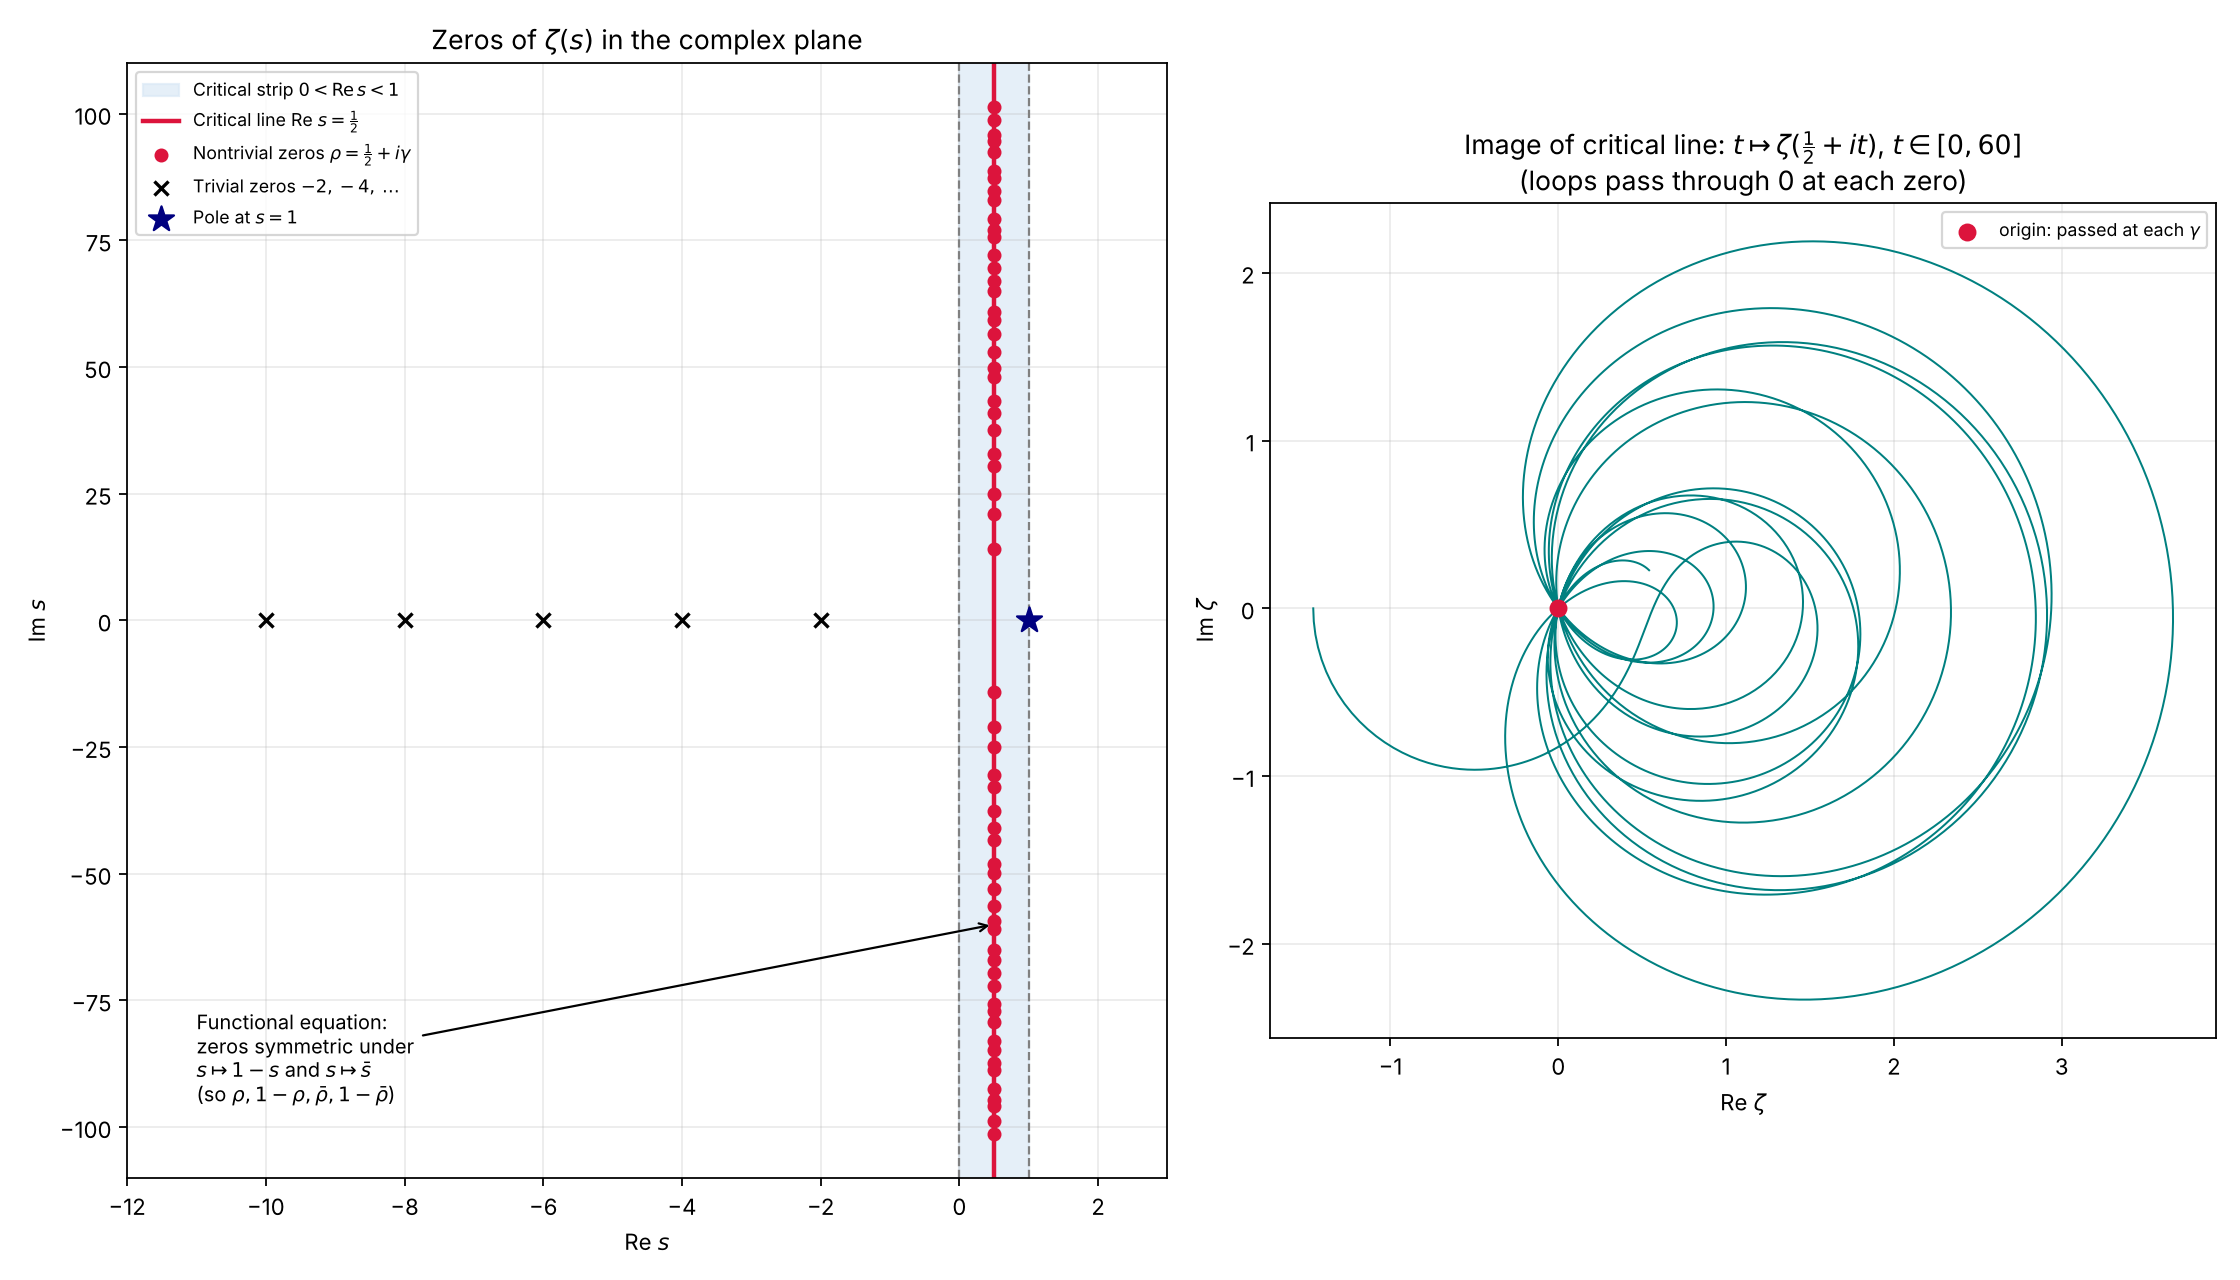 Zeros of ζ(s) in the complex plane
Critical strip 0 < Re s < 1
Critical line Re s = 1/2
Nontrivial zeros ρ = 1/2 + iγ
Trivial zeros −2, −4, …
Pole at s = 1
100
75
50
25
0
−25
−50
−75
−100
Im s
Functional equation:
zeros symmetric under
s ↦ 1 − s and s ↦ s̄
(so ρ, 1 − ρ, ρ̄, 1 − ρ̄)
−12 −10 −8 −6 −4 −2 0 2
Re s
Image of critical line: t ↦ ζ(1/2 + it), t ∈ [0, 60]
(loops pass through 0 at each zero)
origin: passed at each γ
2
1
0
−1
−2
Im ζ
−1 0 1 2 3
Re ζ